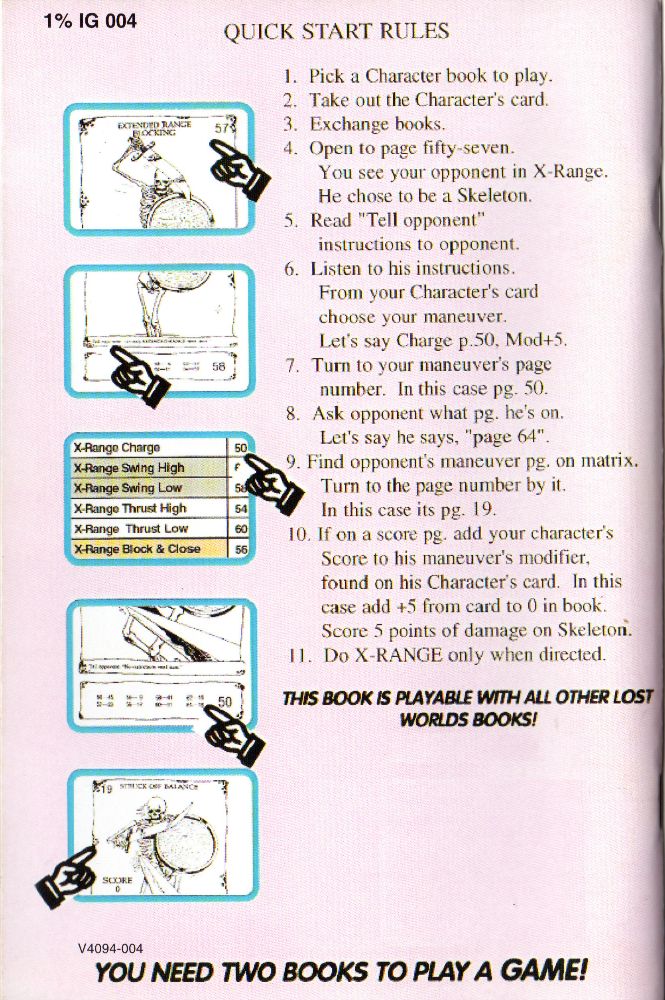 1% IG 004
QUICK START RULES
1. Pick a Character book to play.
2. Take out the Character's card.
3. Exchange books.
4. Open to page fifty-seven.
You see your opponent in X-Range.
He chose to be a Skeleton.
5. Read "Tell opponent"
instructions to opponent.
6. Listen to his instructions.
From your Character's card
choose your maneuver.
Let's say Charge p.50, Mod+5.
7. Turn to your maneuver's page
number. In this case pg. 50.
8. Ask opponent what pg. he's on.
Let's say he says, "page 64".
9. Find opponent's maneuver pg. on matrix.
Turn to the page number by it.
In this case its pg. 19.
10. If on a score pg. add your character's
Score to his maneuver's modifier,
found on his Character's card. In this
case add +5 from card to 0 in book.
Score 5 points of damage on Skeleton.
11. Do X-RANGE only when directed.
THIS BOOK IS PLAYABLE WITH ALL OTHER LOST
WORLDS BOOKS!
EXTENDED RANGE
BLOCKING
57
58
X-Range Charge 50
X-Range Swing High
X-Range Swing Low
X-Range Thrust High 54
X-Range Thrust Low 60
X-Range Block & Close 56
50
19 STRUCK OFF BALANCE
SCORE
0
V4094-004
YOU NEED TWO BOOKS TO PLAY A GAME!